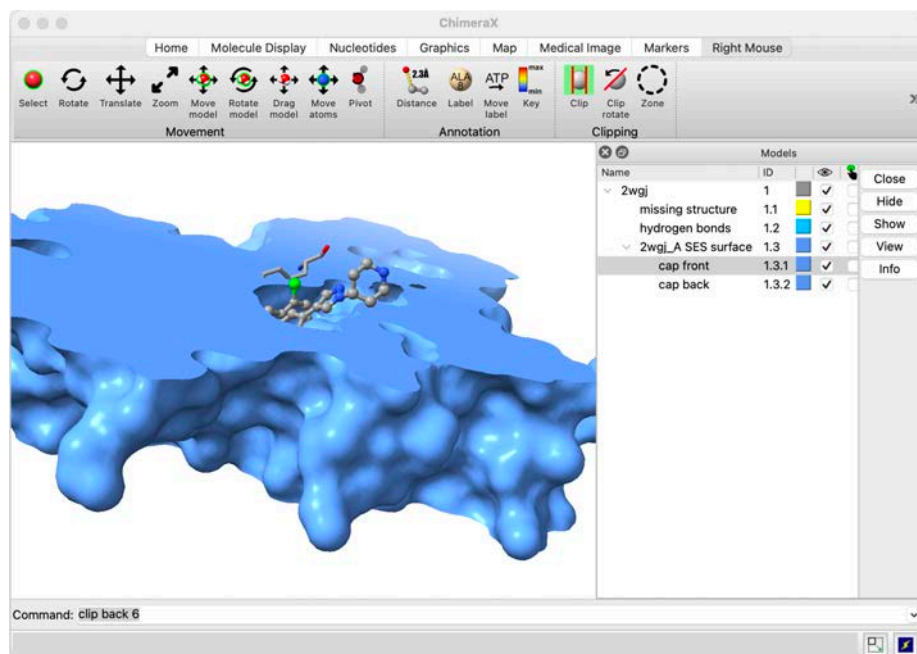 ChimeraX
Home Molecule Display Nucleotides Graphics Map Medical Image Markers Right Mouse
2.3Å ALA 8 ATP max min
Select Rotate Translate Zoom Move model Rotate model Drag model Move atoms Pivot Distance Label Move label Key Clip Clip rotate Zone
Movement Annotation Clipping
Models
Name ID Close
2wgj 1
missing structure 1.1 Hide
hydrogen bonds 1.2 Show
2wgj_A SES surface 1.3 View
cap front 1.3.1 Info
cap back 1.3.2
Command: clip back 6